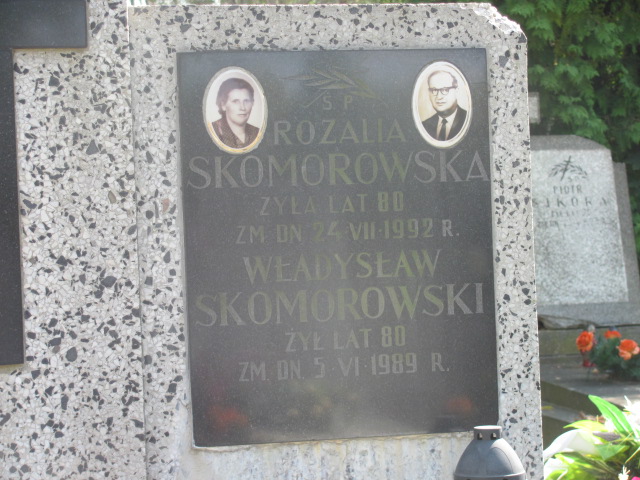 Ś P
ROZALIA
SKOMOROWSKA
ŻYŁA LAT 80
ZM. DN 24·VII·1992 R.
WŁADYSŁAW
SKOMOROWSKI
ŻYŁ LAT 80
ZM. DN. 5·VI·1989 R.
PIOTR